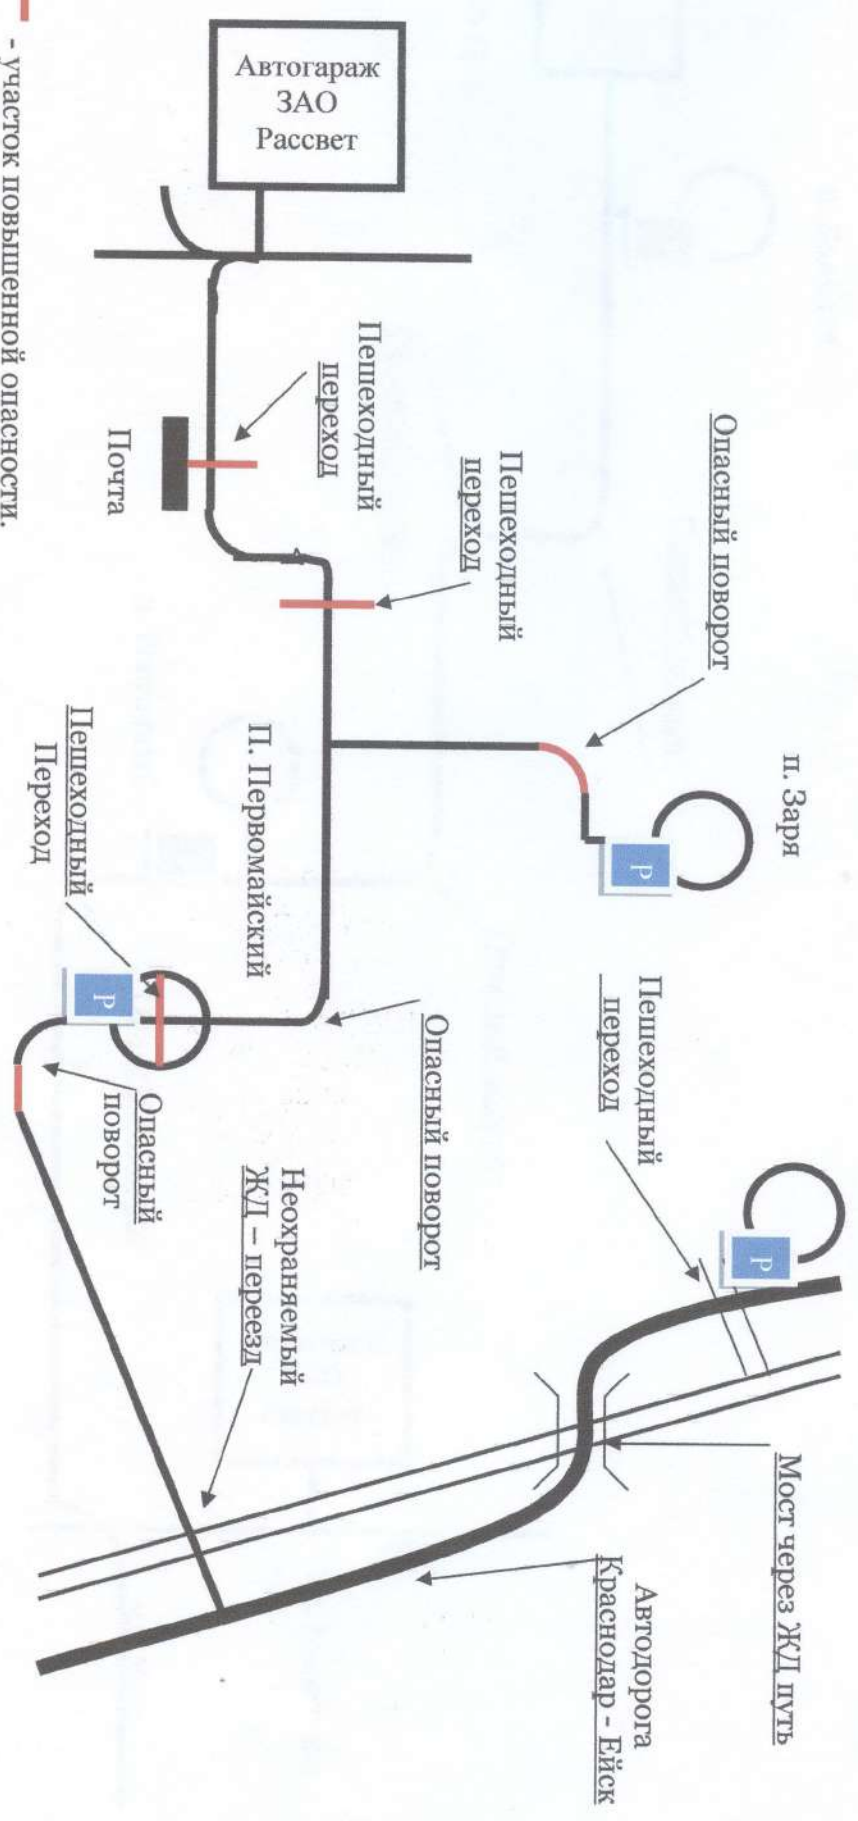 Автогараж
ЗАО
Рассвет
Пешеходный
переход
Почта
Пешеходный
переход
Опасный поворот
п. Заря
Р
П. Первомайский
Пешеходный
Переход
Р
Опасный
поворот
Опасный поворот
Неохраняемый
ЖД – переезд
Пешеходный
переход
Р
Мост через ЖД путь
Автодорога
Краснодар - Ейск
- участок повышенной опасности.